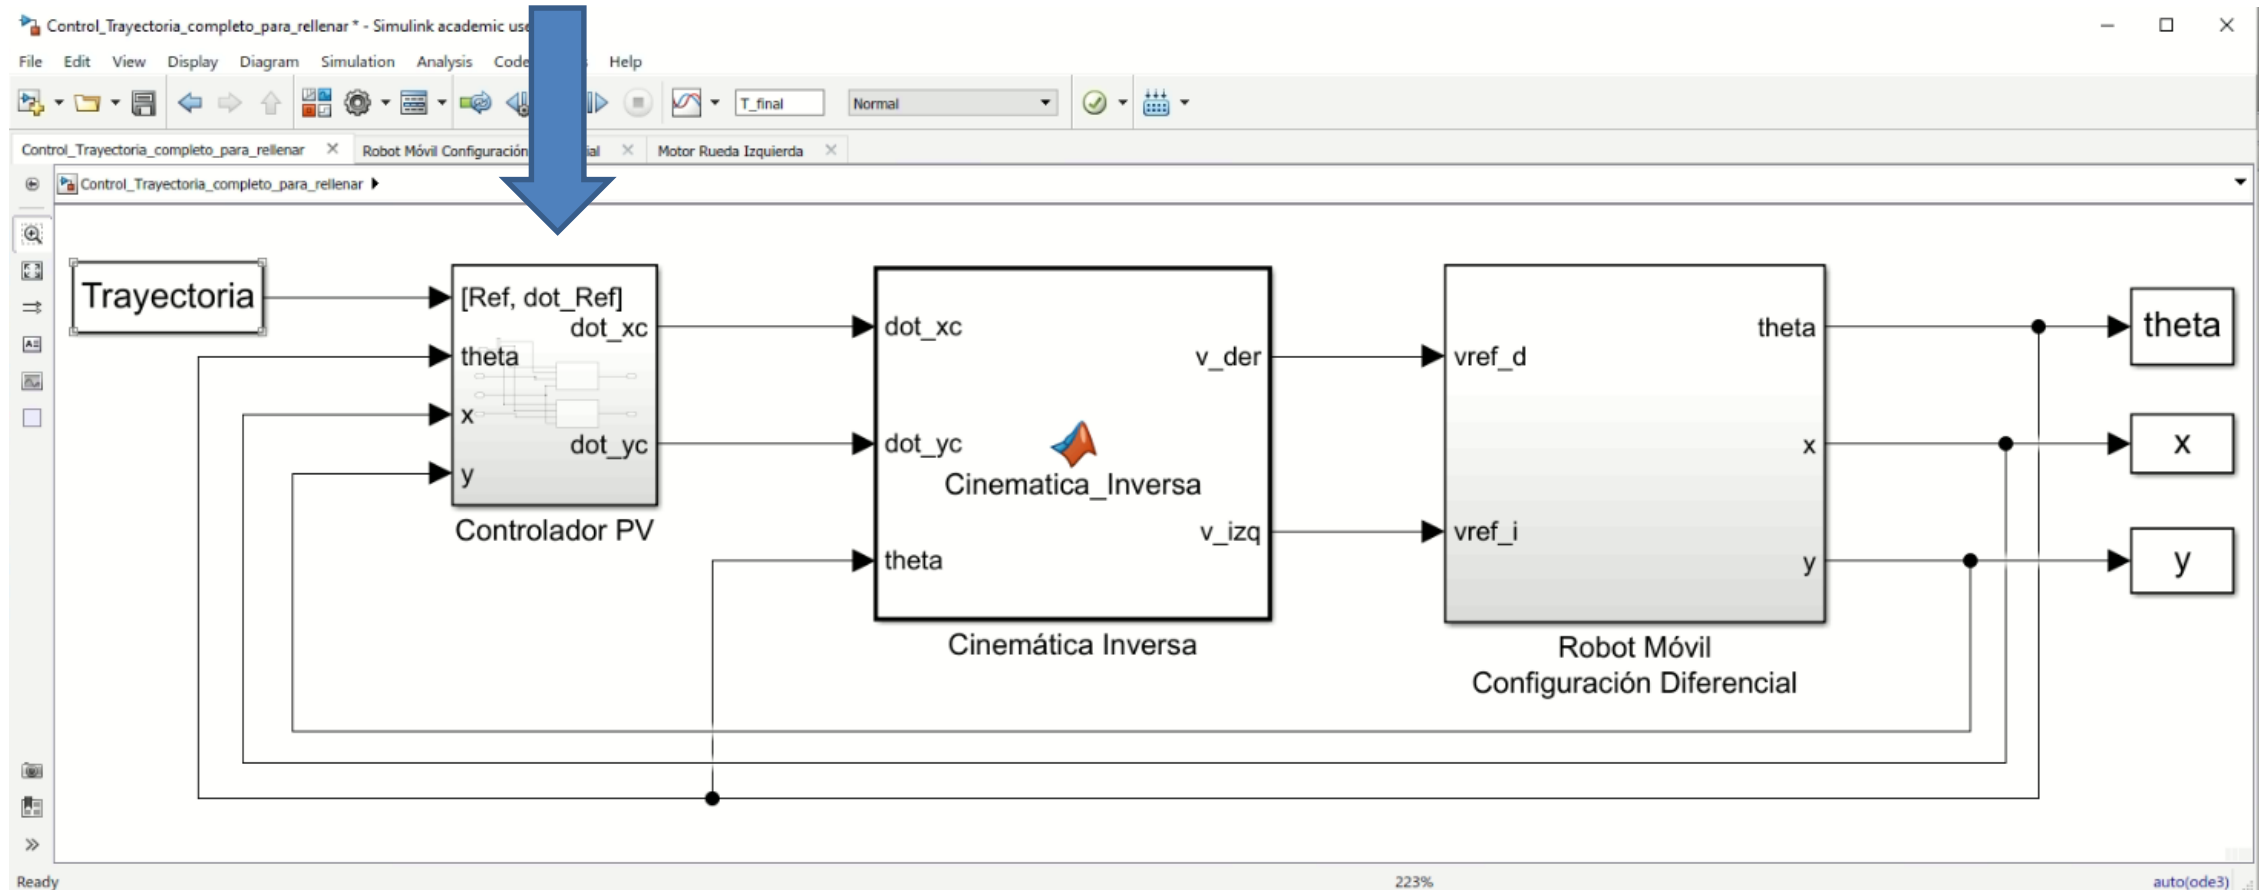 Control_Trayectoria_completo_para_rellenar * - Simulink academic use
File Edit View Display Diagram Simulation Analysis Code Help
T_final Normal
Control_Trayectoria_completo_para_rellenar Robot Móvil Configuración Motor Rueda Izquierda
Control_Trayectoria_completo_para_rellenar
Trayectoria
[Ref, dot_Ref]
theta
x
y
dot_xc
dot_yc
Controlador PV
dot_xc
dot_yc
theta
Cinematica_Inversa
v_der
v_izq
Cinemática Inversa
vref_d
vref_i
theta
x
y
Robot Móvil
Configuración Diferencial
theta
x
y
Ready 223% auto(ode3)